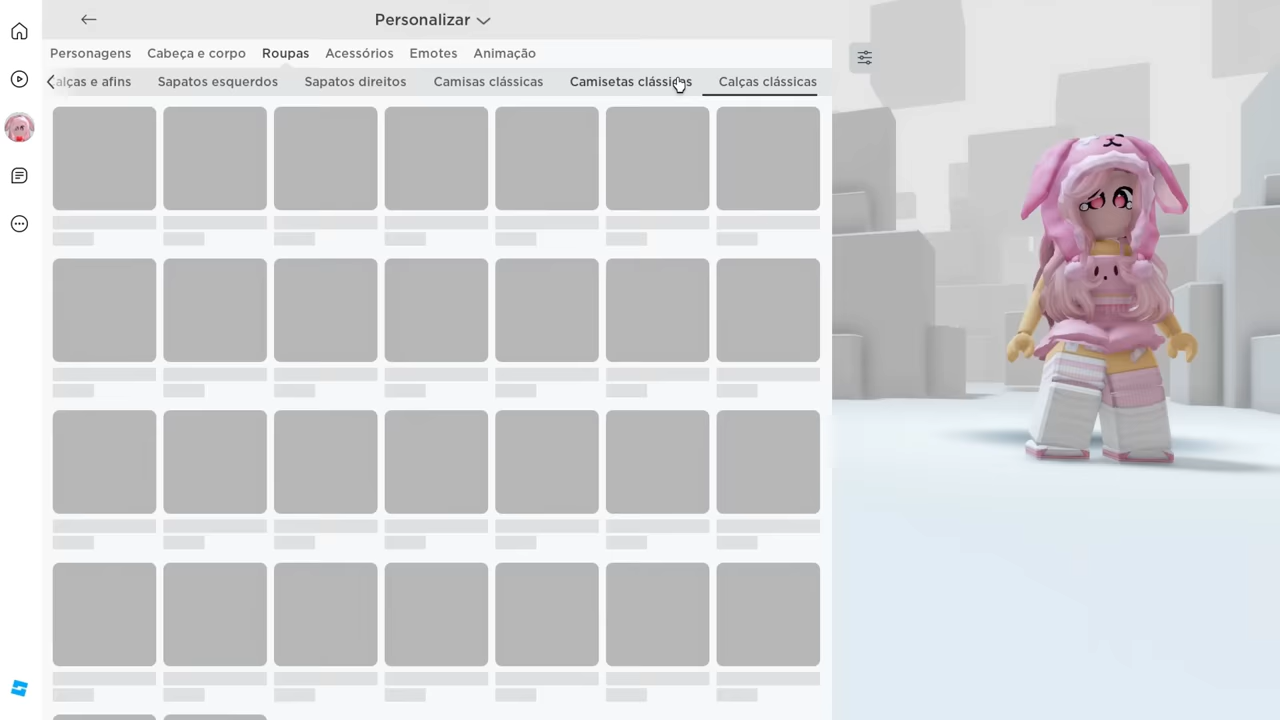 Personalizar
Personagens Cabeça e corpo Roupas Acessórios Emotes Animação
alças e afins Sapatos esquerdos Sapatos direitos Camisas clássicas Camisetas clássicas Calças clássicas